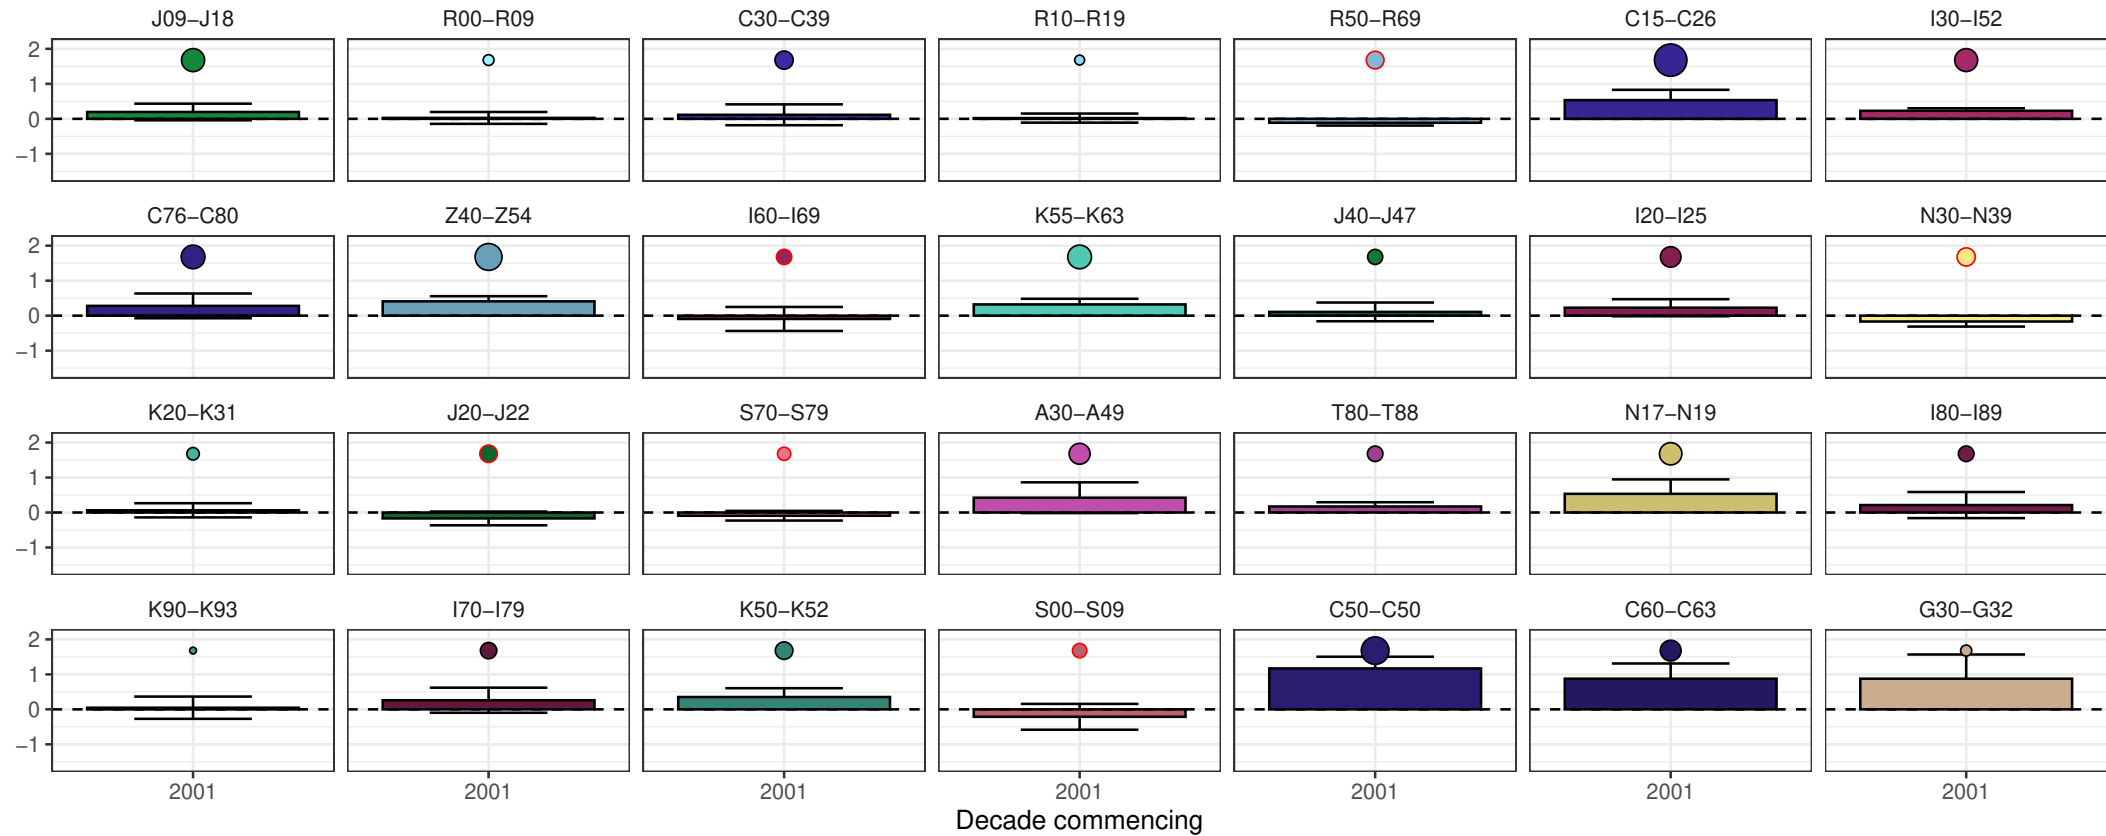 J09–J18 R00–R09 C30–C39 R10–R19 R50–R69 C15–C26 I30–I52
2
1
0
−1
C76–C80 Z40–Z54 I60–I69 K55–K63 J40–J47 I20–I25 N30–N39
2
1
0
−1
K20–K31 J20–J22 S70–S79 A30–A49 T80–T88 N17–N19 I80–I89
2
1
0
−1
K90–K93 I70–I79 K50–K52 S00–S09 C50–C50 C60–C63 G30–G32
2
1
0
−1
2001 2001 2001 2001 2001 2001 2001
Decade commencing